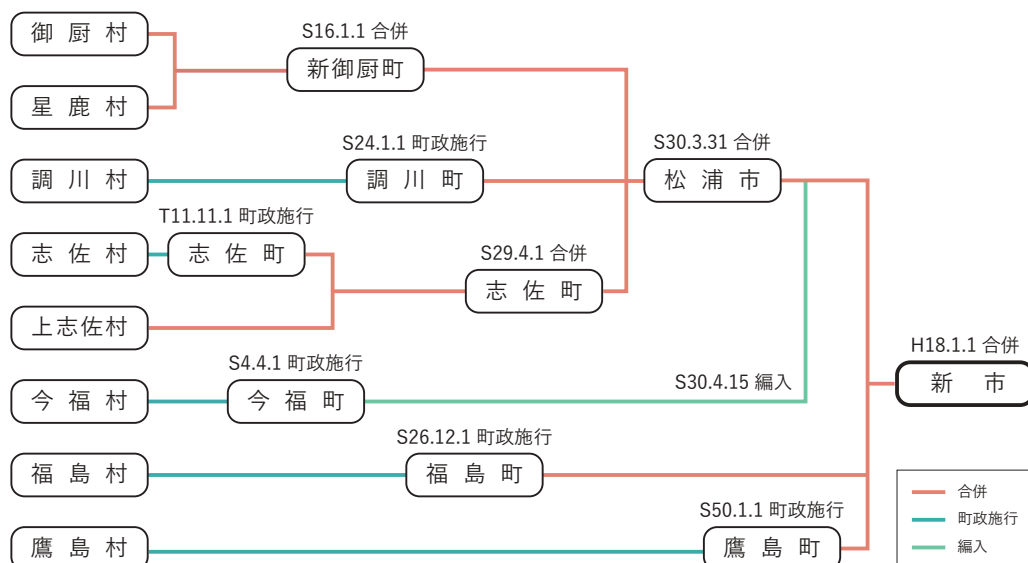 御厨村
S16.1.1 合併
新御厨町
星鹿村
S24.1.1 町政施行
S30.3.31 合併
調川村
調川町
松浦市
T11.11.1 町政施行
志佐村
志佐町
S29.4.1 合併
志佐町
上志佐村
H18.1.1 合併
S4.4.1 町政施行
S30.4.15 編入
新市
今福村
今福町
S26.12.1 町政施行
福島村
福島町
合併
S50.1.1 町政施行
町政施行
鷹島村
鷹島町
編入